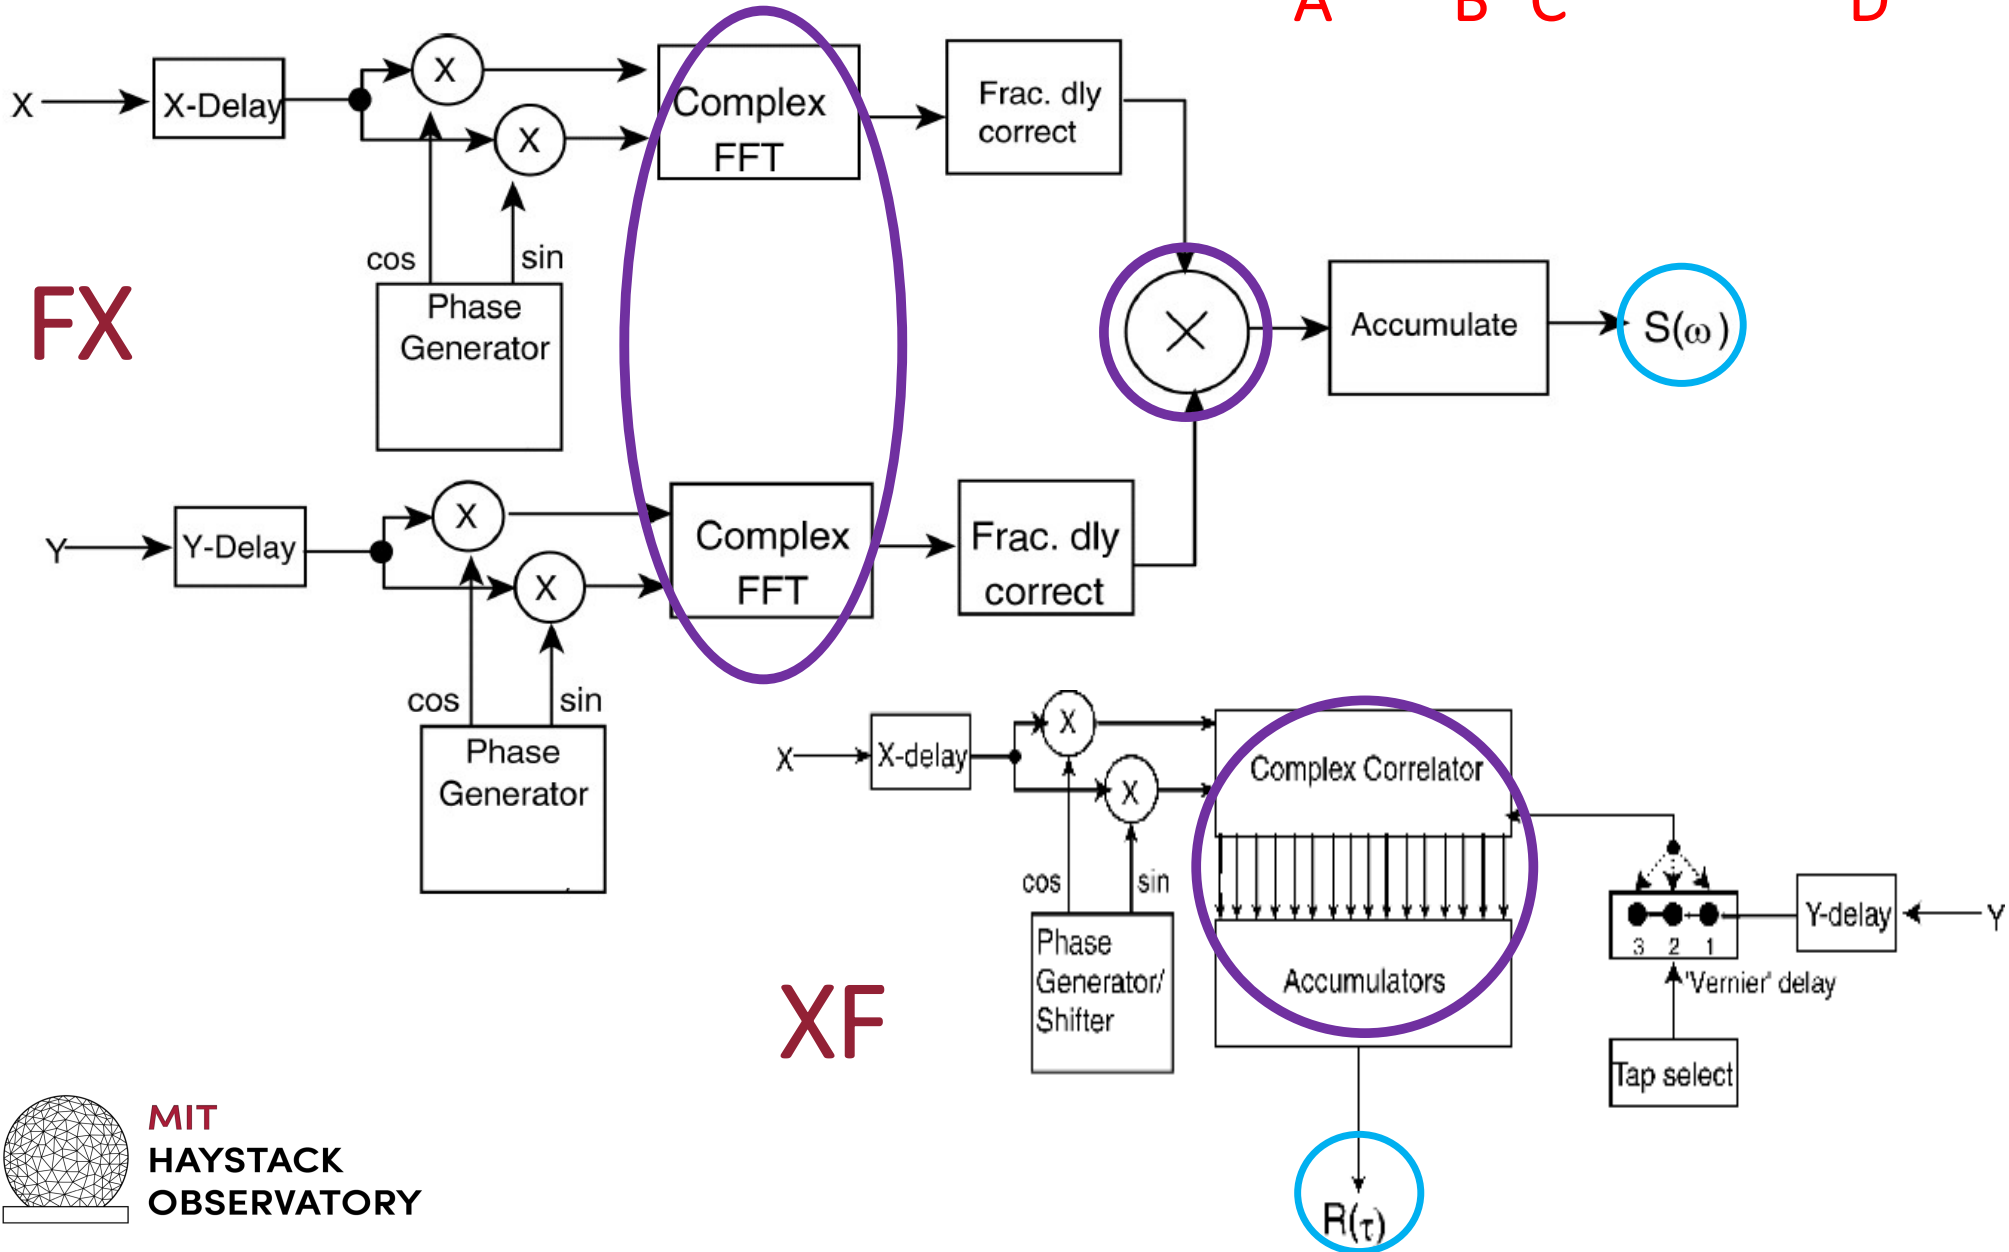 A B C D
X
X-Delay
X
X
cos
sin
Phase
Generator
Complex
FFT
Frac. dly
correct
FX
Accumulate
S(ω)
Y
Y-Delay
X
X
cos
sin
Phase
Generator
Complex
FFT
Frac. dly
correct
XF
X
X-delay
X
X
cos
sin
Phase
Generator/
Shifter
Complex Correlator
Accumulators
R(τ)
3 2 1
'Vernier' delay
Tap select
Y-delay
Y
MIT
HAYSTACK
OBSERVATORY